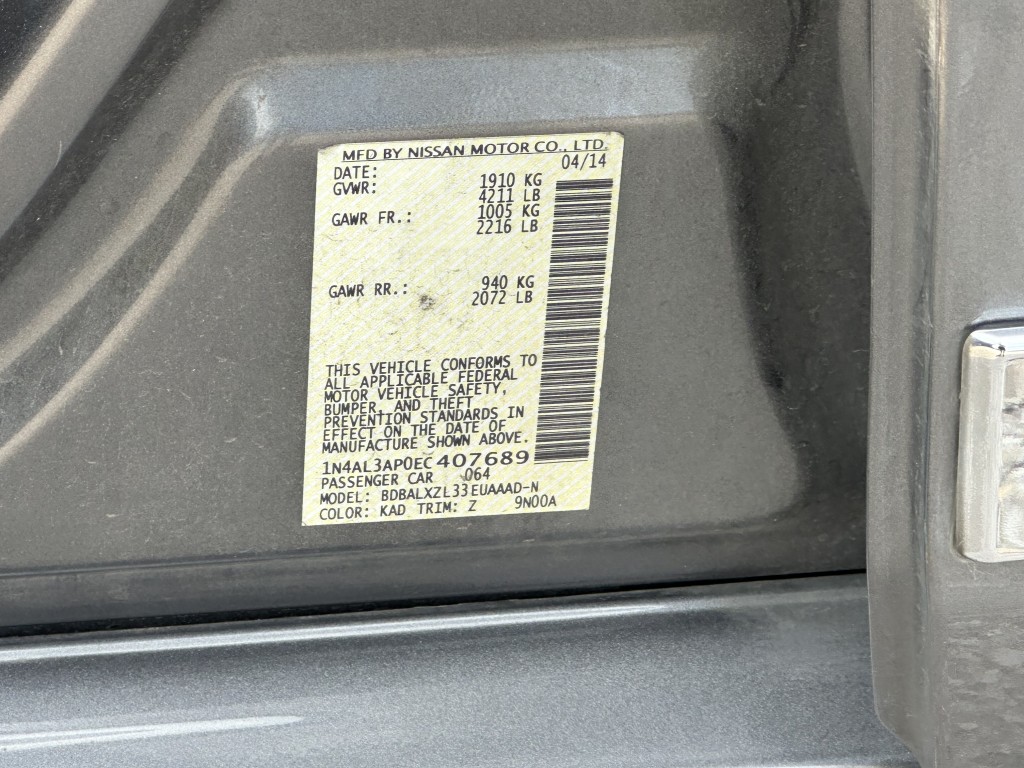 MFD BY NISSAN MOTOR CO., LTD.
DATE: 04/14
GVWR: 1910 KG
4211 LB
GAWR FR.: 1005 KG
2216 LB
GAWR RR.: 940 KG
2072 LB
THIS VEHICLE CONFORMS TO
ALL APPLICABLE FEDERAL
MOTOR VEHICLE SAFETY,
BUMPER, AND THEFT
PREVENTION STANDARDS IN
EFFECT ON THE DATE OF
MANUFACTURE SHOWN ABOVE.
1N4AL3AP0EC407689
PASSENGER CAR 064
MODEL: BDBALXZL33EUAAAD-N
COLOR: KAD TRIM: Z 9N00A